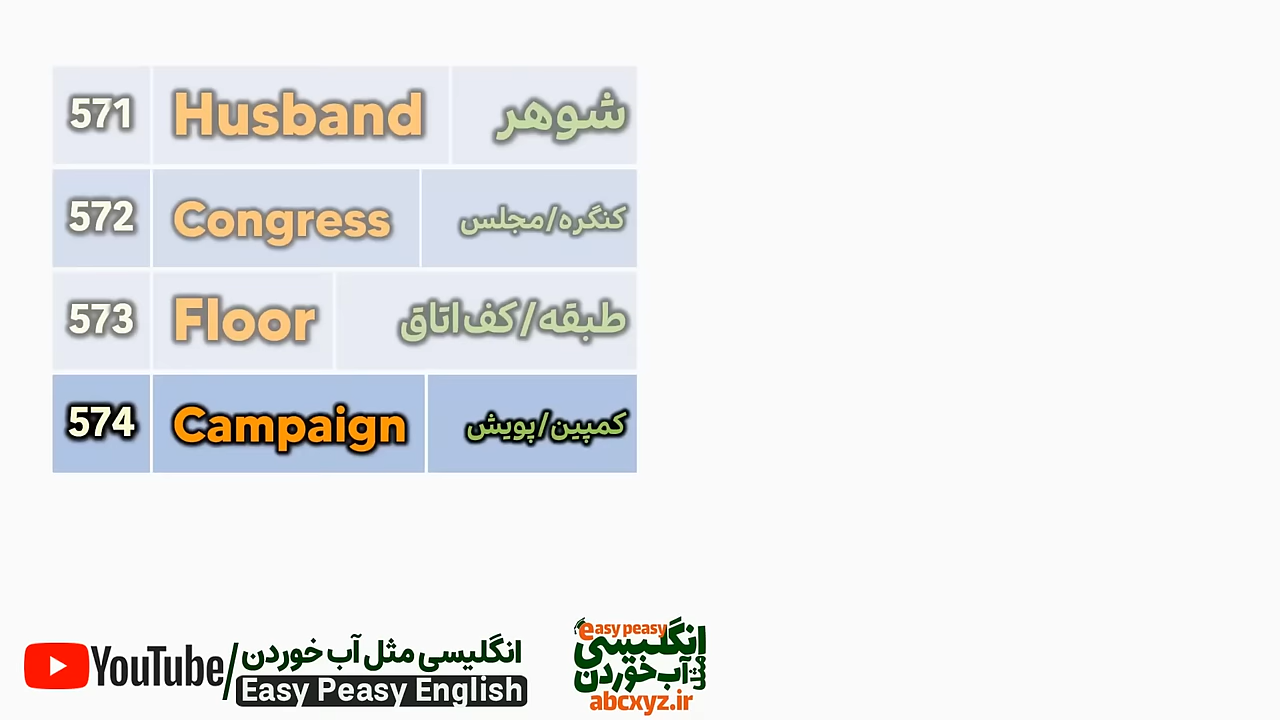 571 Husband شوهر
572 Congress کنگره/مجلس
573 Floor طبقه/کف‌اتاق
574 Campaign کمپین/پویش
YouTube/انگلیسی مثل آب خوردن
Easy Peasy English
easy peasy
انگلیسی
مثل
آب خوردن
abcxyz.ir